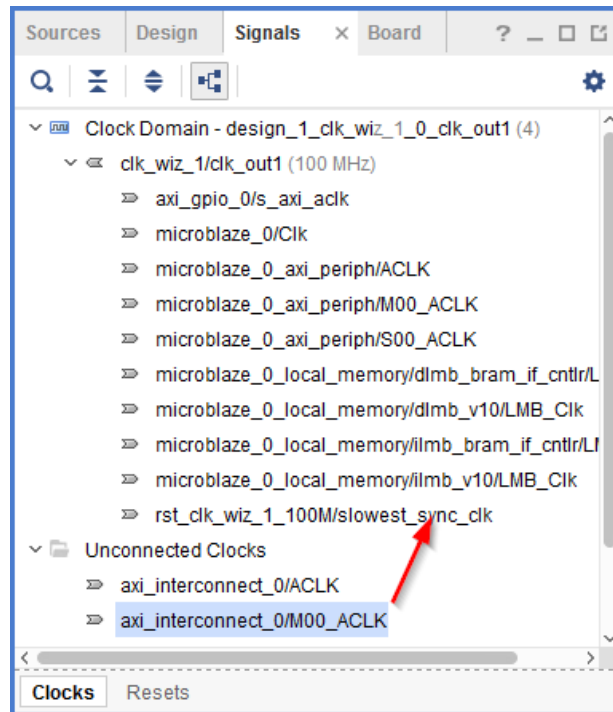 Sources Design Signals × Board ?
Clock Domain - design_1_clk_wiz_1_0_clk_out1 (4)
clk_wiz_1/clk_out1 (100 MHz)
axi_gpio_0/s_axi_aclk
microblaze_0/Clk
microblaze_0_axi_periph/ACLK
microblaze_0_axi_periph/M00_ACLK
microblaze_0_axi_periph/S00_ACLK
microblaze_0_local_memory/dlmb_bram_if_cntlr/L
microblaze_0_local_memory/dlmb_v10/LMB_Clk
microblaze_0_local_memory/ilmb_bram_if_cntlr/LM
microblaze_0_local_memory/ilmb_v10/LMB_Clk
rst_clk_wiz_1_100M/slowest_sync_clk
Unconnected Clocks
axi_interconnect_0/ACLK
axi_interconnect_0/M00_ACLK
Clocks Resets